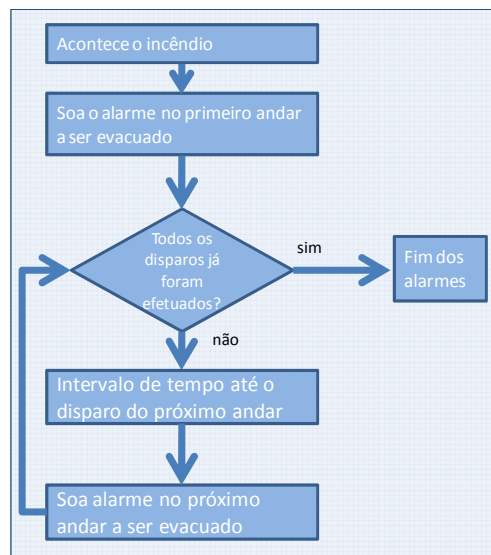 Acontece o incêndio
Soa o alarme no primeiro andar
a ser evacuado
Todos os
disparos já
foram
efetuados?
sim
Fim dos
alarmes
não
Intervalo de tempo até o
disparo do próximo andar
Soa alarme no próximo
andar a ser evacuado